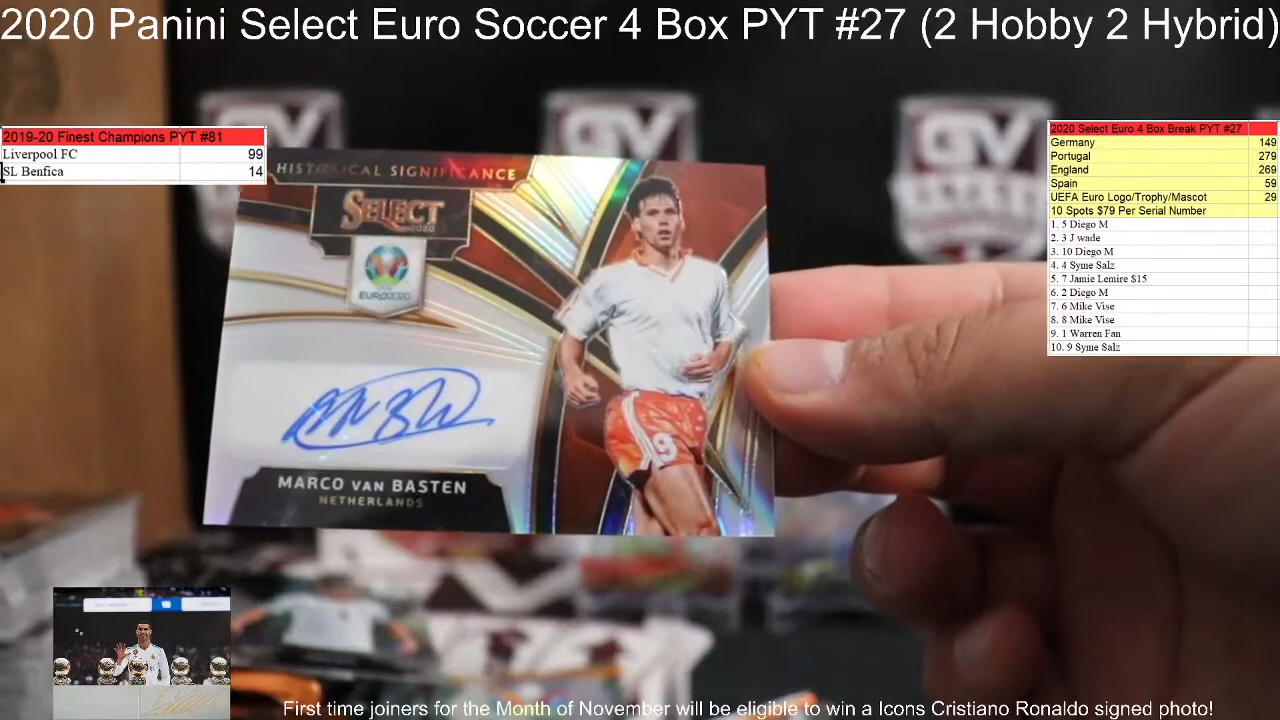 2020 Panini Select Euro Soccer 4 Box PYT #27 (2 Hobby 2 Hybrid)
2019-20 Finest Champions PYT #81
Liverpool FC 99
SL Benfica 14
2020 Select Euro 4 Box Break PYT #27
Germany 149
Portugal 279
England 269
Spain 59
UEFA Euro Logo/Trophy/Mascot 29
10 Spots $79 Per Serial Number
1. 5 Diego M
2. 3 J wade
3. 10 Diego M
4. 4 Syme Salz
5. 7 Jamie Lemire $15
6. 2 Diego M
7. 6 Mike Vise
8. 8 Mike Vise
9. 1 Warren Fan
10. 9 Syme Salz
HISTORICAL SIGNIFICANCE
SELECT
2020
EURO2020
9
MARCO VAN BASTEN
NETHERLANDS
First time joiners for the Month of November will be eligible to win a Icons Cristiano Ronaldo signed photo!